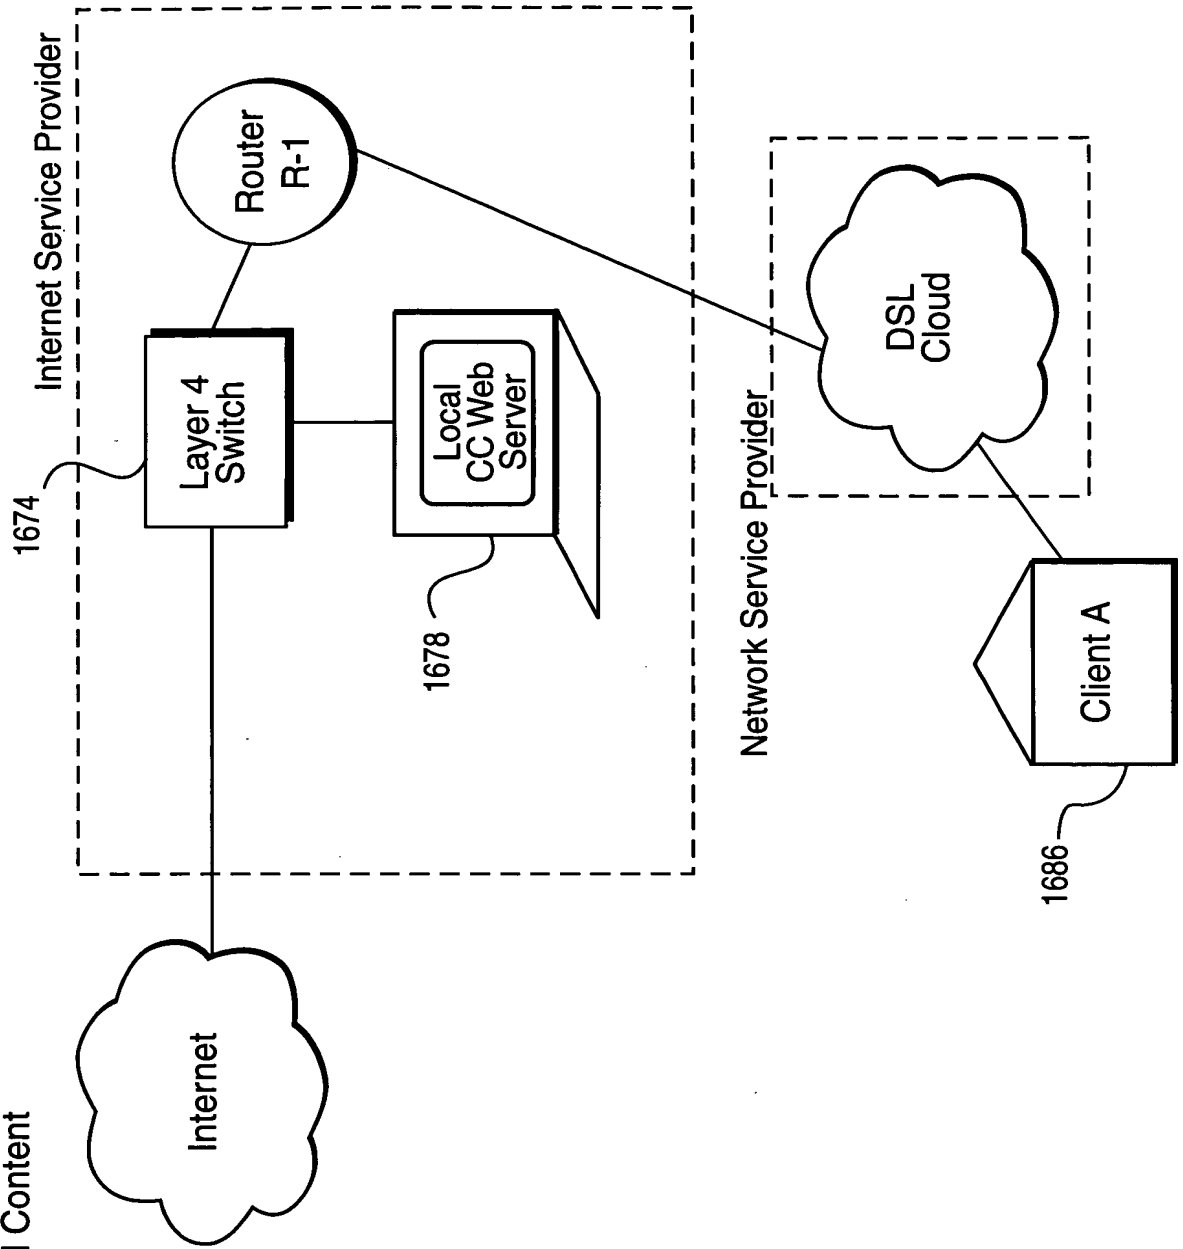 Content
Internet Service Provider
1674
Layer 4
Switch
Router
R-1
Internet
Local
CC Web
Server
1678
Network Service Provider
DSL
Cloud
Client A
1686